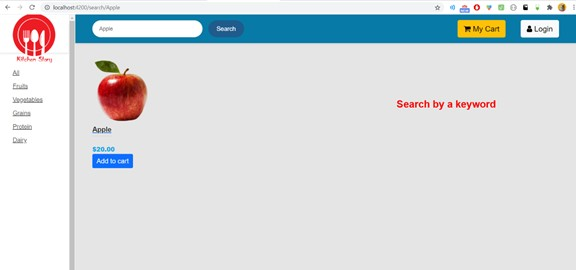 localhost:4200/search/Apple
Kitchen Story
Apple
Search
My Cart
Login
All
Fruits
Vegetables
Grains
Protein
Dairy
Search by a keyword
Apple
$20.00
Add to cart